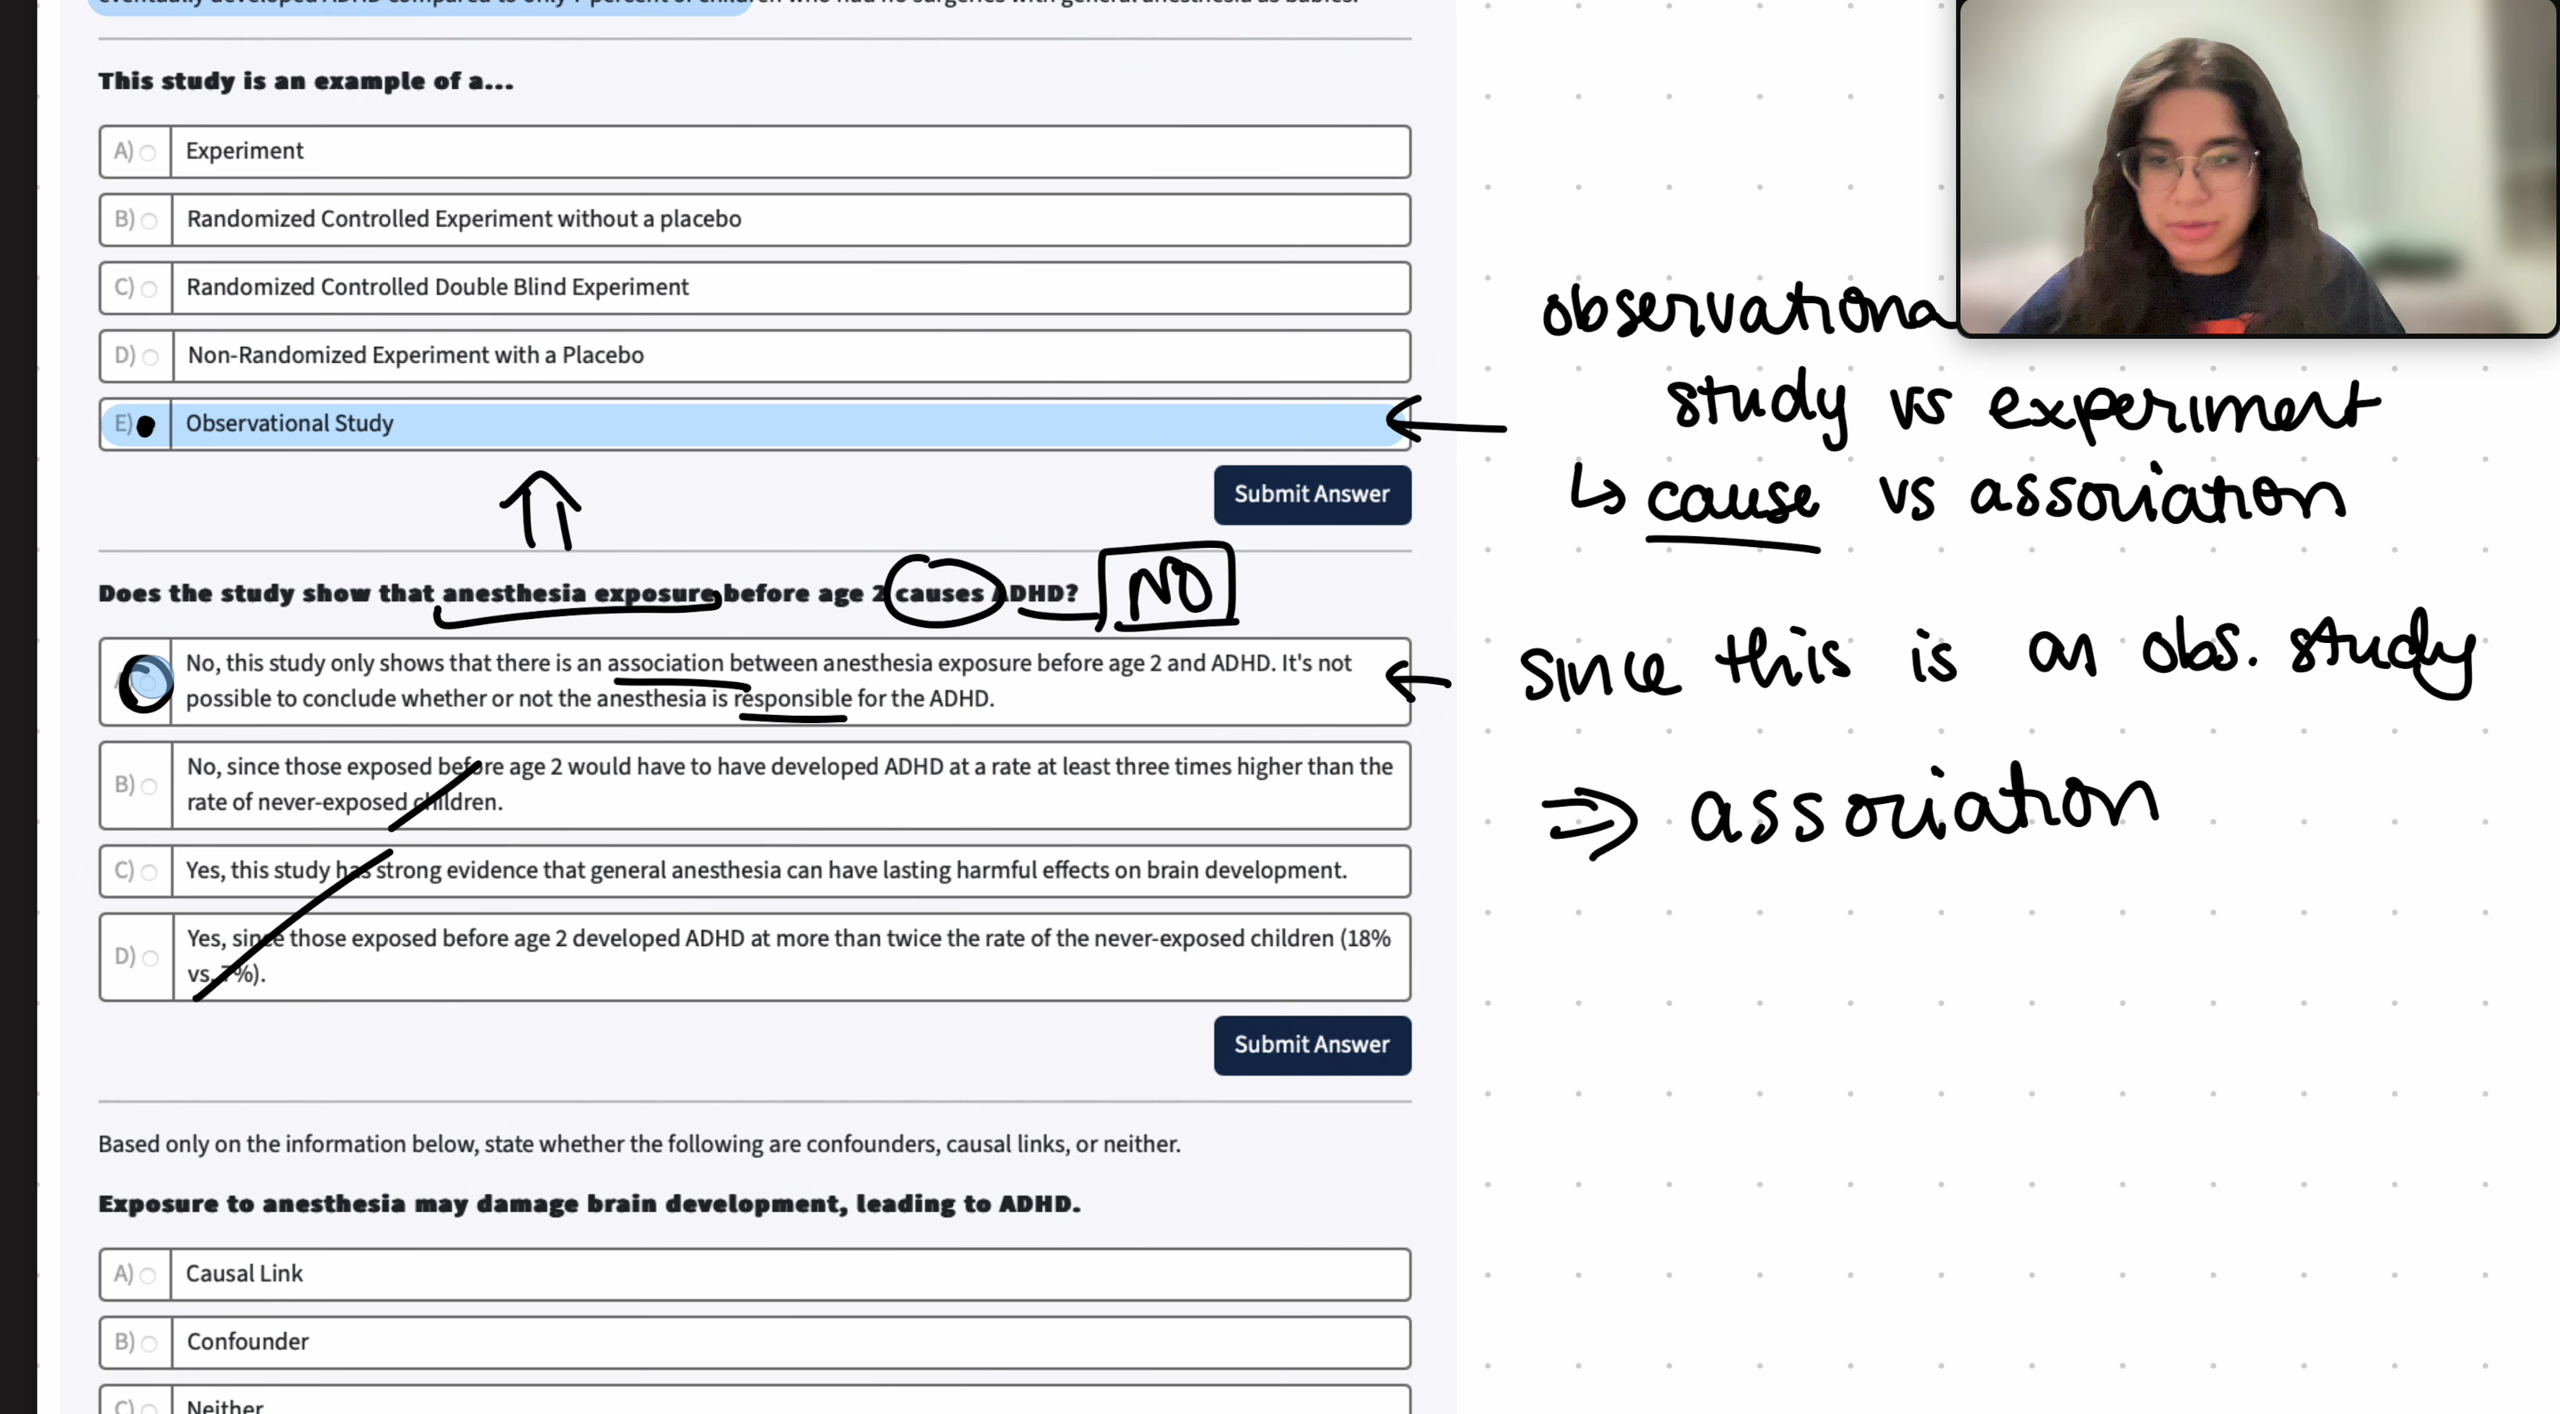 This study is an example of a...
A) Experiment
B) Randomized Controlled Experiment without a placebo
C) Randomized Controlled Double Blind Experiment
D) Non-Randomized Experiment with a Placebo
E) Observational Study
Submit Answer
Does the study show that anesthesia exposure before age 2 causes ADHD? NO
No, this study only shows that there is an association between anesthesia exposure before age 2 and ADHD. It's not
possible to conclude whether or not the anesthesia is responsible for the ADHD.
B) No, since those exposed before age 2 would have to have developed ADHD at a rate at least three times higher than the
rate of never-exposed children.
C) Yes, this study has strong evidence that general anesthesia can have lasting harmful effects on brain development.
D) Yes, since those exposed before age 2 developed ADHD at more than twice the rate of the never-exposed children (18%
vs. 7%).
Submit Answer
Based only on the information below, state whether the following are confounders, causal links, or neither.
Exposure to anesthesia may damage brain development, leading to ADHD.
A) Causal Link
B) Confounder
C) Neither
observationa
study vs experiment
↳ cause vs association
since this is an obs. study
⇒ association